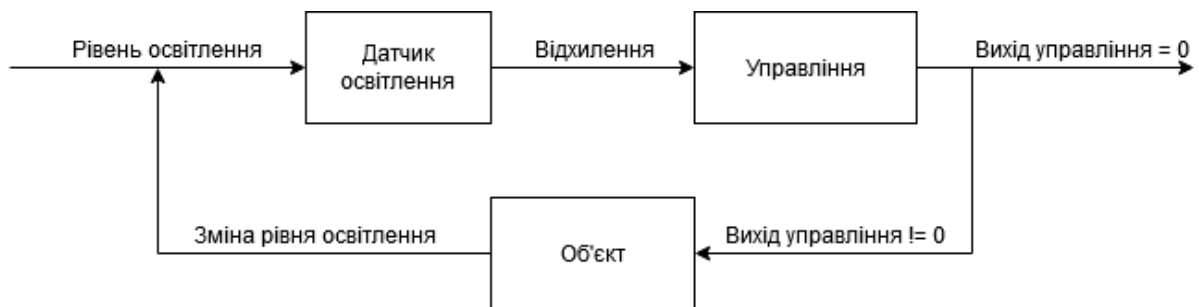 Рівень освітлення
Датчик
освітлення
Відхилення
Управління
Вихід управління = 0
Зміна рівня освітлення
Об'єкт
Вихід управління != 0